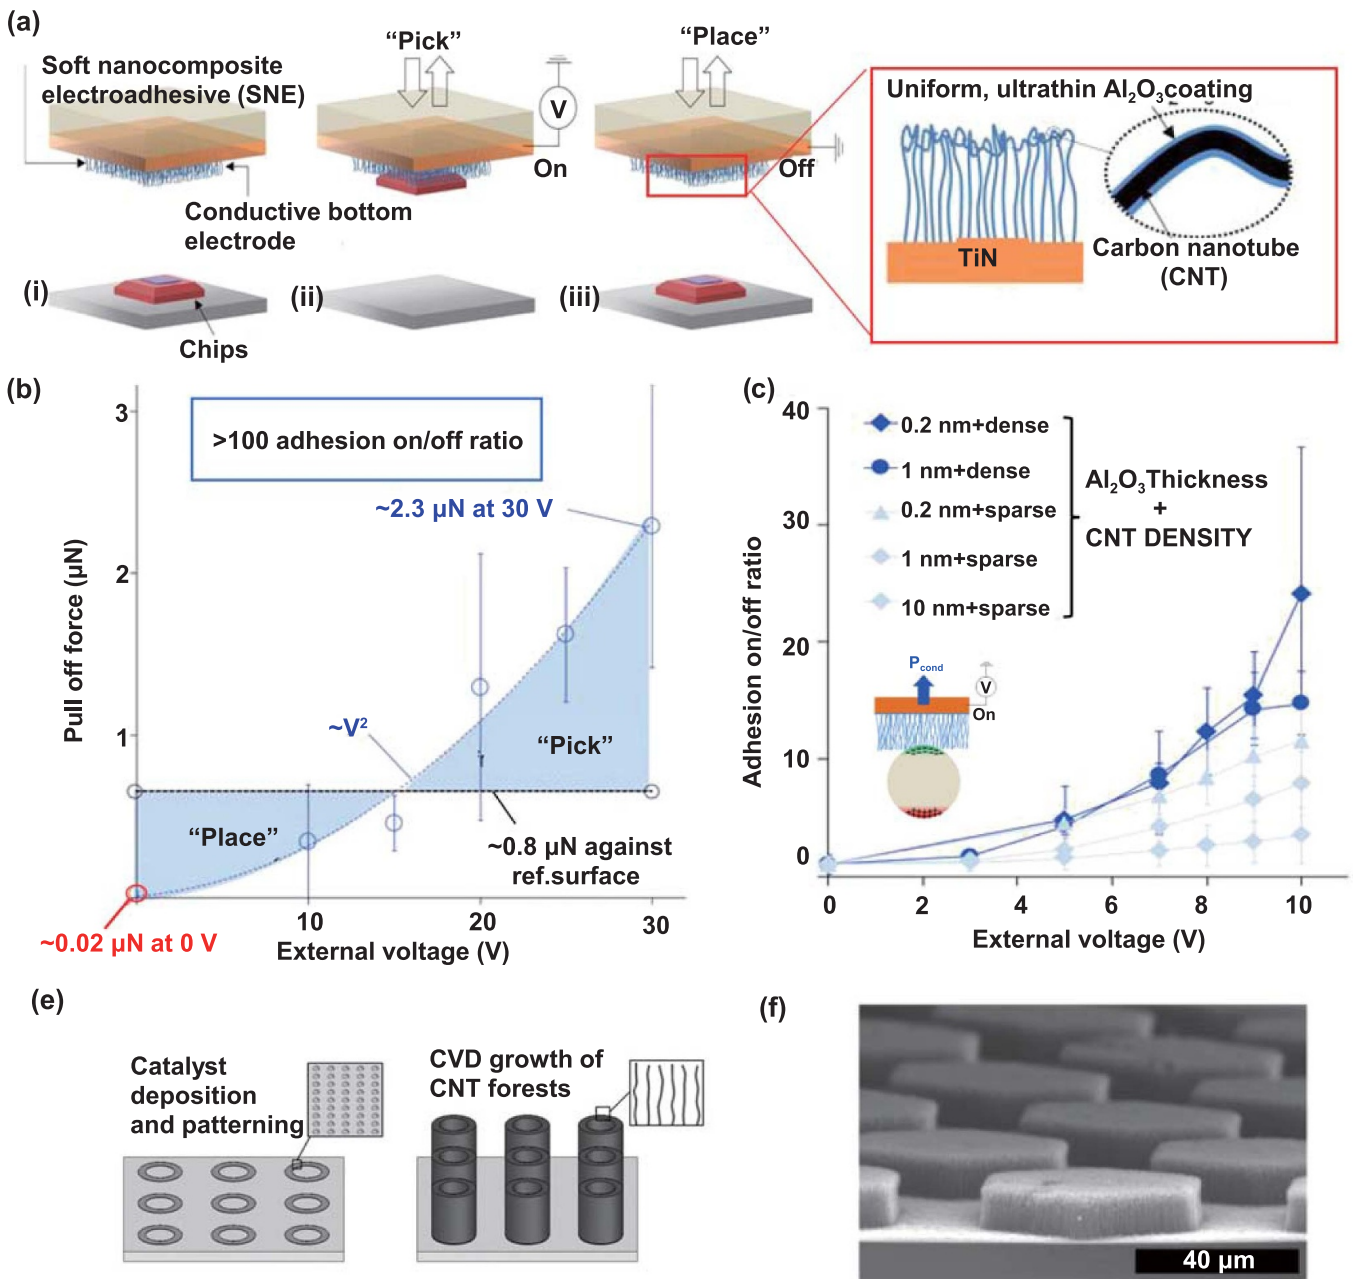 (a)
Soft nanocomposite
electroadhesive (SNE)
"Pick"
V
On
"Place"
Off
Conductive bottom
electrode
Uniform, ultrathin Al₂O₃coating
TiN
Carbon nanotube
(CNT)
(i)
(ii)
(iii)
Chips
(b)
Pull off force (µN)
3
2
1
>100 adhesion on/off ratio
~2.3 µN at 30 V
~V²
"Pick"
"Place"
~0.8 µN against
ref.surface
~0.02 µN at 0 V
10
20
30
External voltage (V)
(c)
Adhesion on/off ratio
40
30
20
10
0
0.2 nm+dense
1 nm+dense
0.2 nm+sparse
1 nm+sparse
10 nm+sparse
Al₂O₃Thickness
+
CNT DENSITY
Pcond
V
On
0
2
4
6
8
10
External voltage (V)
(e)
Catalyst
deposition
and patterning
CVD growth of
CNT forests
(f)
40 µm